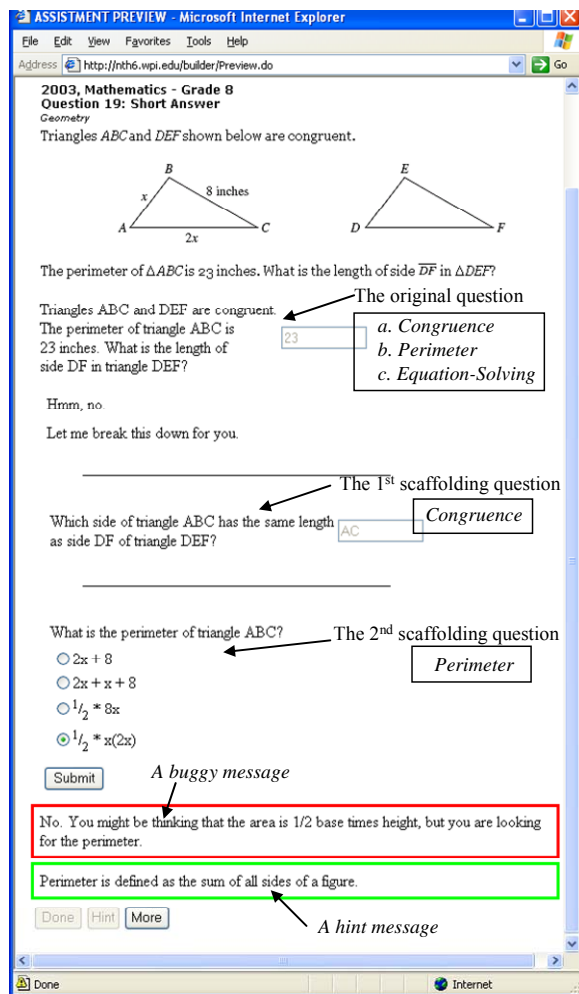 ASSISTMENT PREVIEW - Microsoft Internet Explorer
File Edit View Favorites Tools Help
Address http://nth6.wpi.edu/builder/Preview.do Go
2003, Mathematics - Grade 8
Question 19: Short Answer
Geometry
Triangles ABC and DEF shown below are congruent.
B E
x 8 inches
A C D F
2x
The perimeter of ΔABC is 23 inches. What is the length of side DF in ΔDEF?
The original question
Triangles ABC and DEF are congruent.
The perimeter of triangle ABC is
23 inches. What is the length of
side DF in triangle DEF?
23
a. Congruence
b. Perimeter
c. Equation-Solving
Hmm, no.
Let me break this down for you.
The 1st scaffolding question
Congruence
Which side of triangle ABC has the same length
as side DF of triangle DEF?
AC
What is the perimeter of triangle ABC?
The 2nd scaffolding question
Perimeter
2x + 8
2x + x + 8
1/2 * 8x
1/2 * x(2x)
Submit
A buggy message
No. You might be thinking that the area is 1/2 base times height, but you are looking
for the perimeter.
Perimeter is defined as the sum of all sides of a figure.
Done Hint More
A hint message
Done Internet